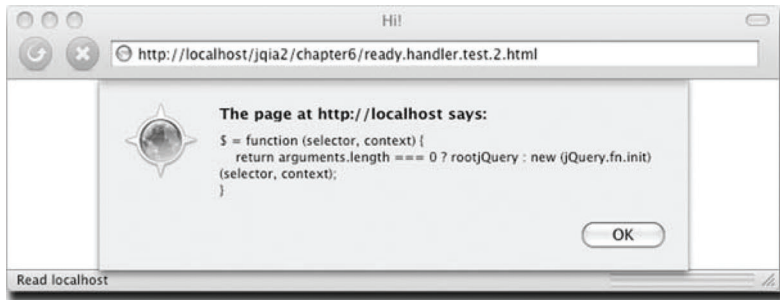 Hi!
http://localhost/jqia2/chapter6/ready.handler.test.2.html
The page at http://localhost says:
$ = function (selector, context) {
return arguments.length === 0 ? rootjQuery : new (jQuery.fn.init)
(selector, context);
}
OK
Read localhost